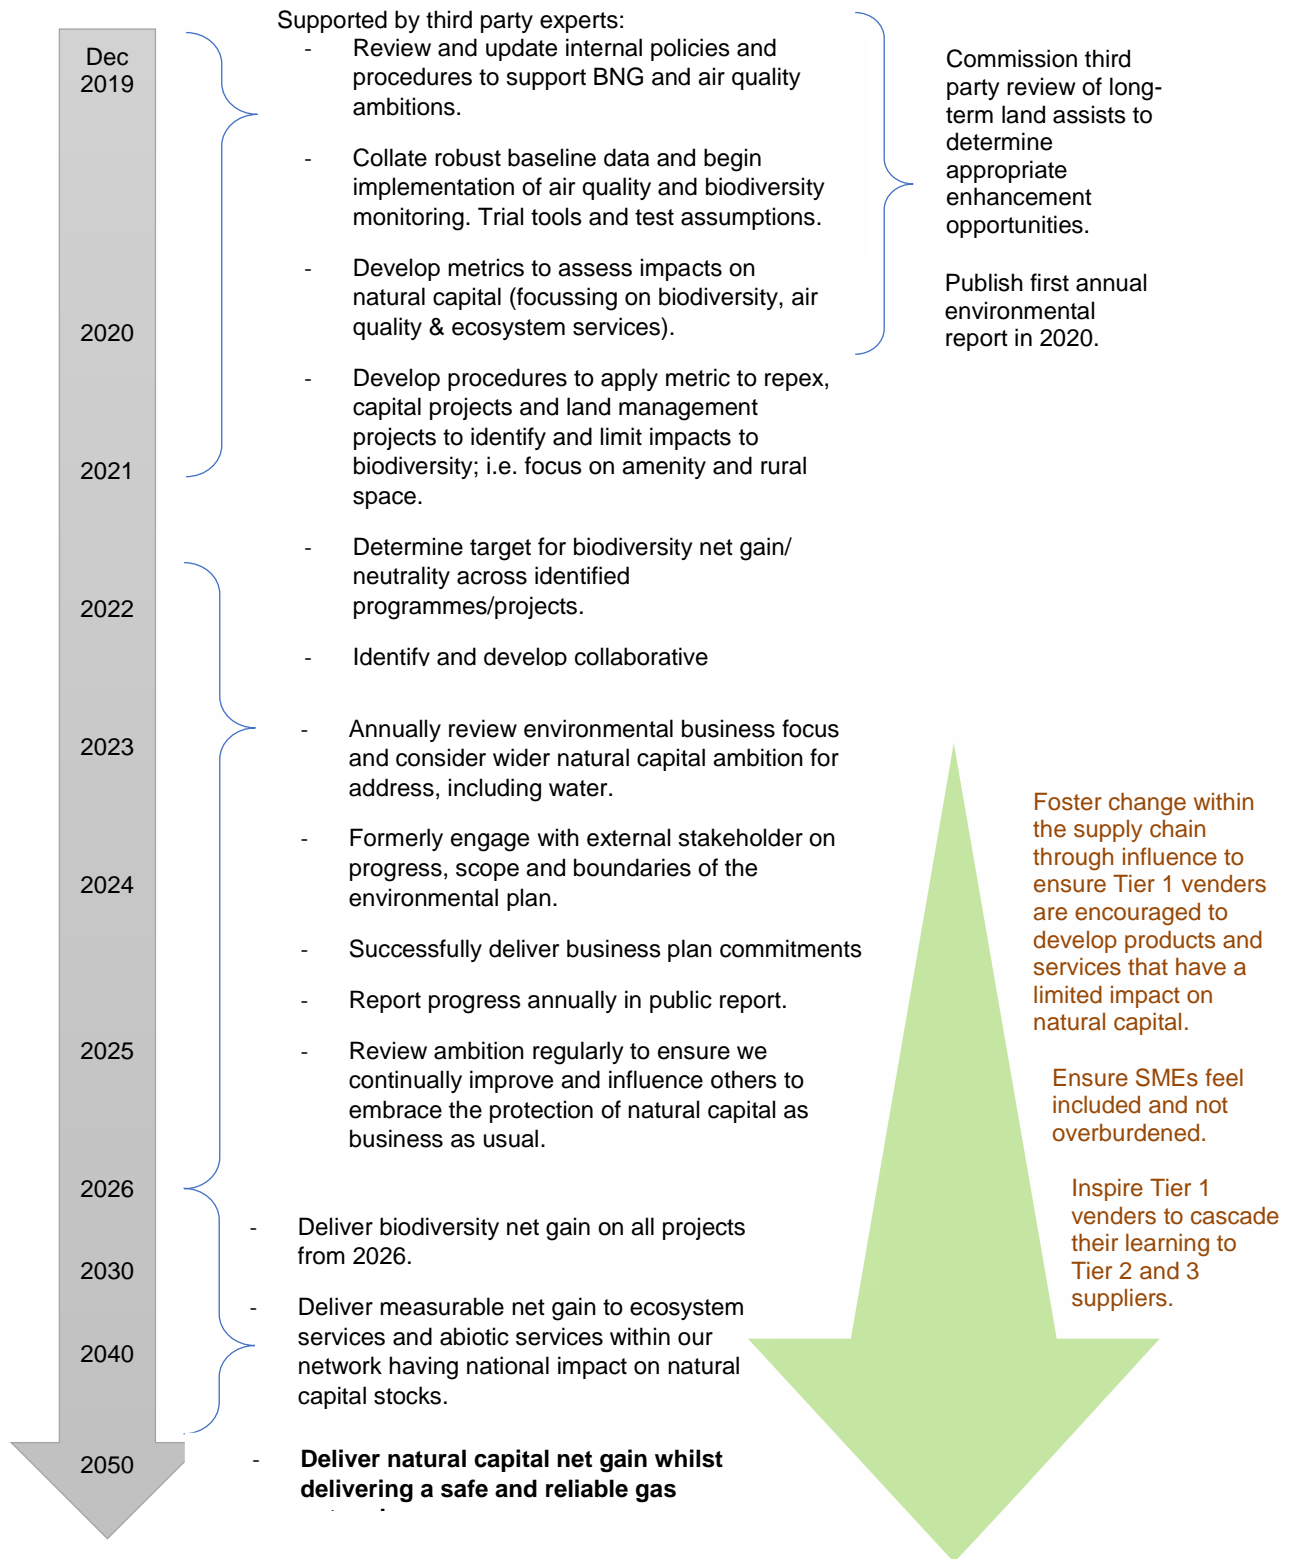 Dec
2019
2020
2021
2022
2023
2024
2025
2026
2030
2040
2050
Supported by third party experts:
- Review and update internal policies and
procedures to support BNG and air quality
ambitions.
- Collate robust baseline data and begin
implementation of air quality and biodiversity
monitoring. Trial tools and test assumptions.
- Develop metrics to assess impacts on
natural capital (focussing on biodiversity, air
quality & ecosystem services).
- Develop procedures to apply metric to repex,
capital projects and land management
projects to identify and limit impacts to
biodiversity; i.e. focus on amenity and rural
space.
- Determine target for biodiversity net gain/
neutrality across identified
programmes/projects.
- Identify and develop collaborative
- Annually review environmental business focus
and consider wider natural capital ambition for
address, including water.
- Formerly engage with external stakeholder on
progress, scope and boundaries of the
environmental plan.
- Successfully deliver business plan commitments
- Report progress annually in public report.
- Review ambition regularly to ensure we
continually improve and influence others to
embrace the protection of natural capital as
business as usual.
- Deliver biodiversity net gain on all projects
from 2026.
- Deliver measurable net gain to ecosystem
services and abiotic services within our
network having national impact on natural
capital stocks.
- Deliver natural capital net gain whilst
delivering a safe and reliable gas
Commission third
party review of long-
term land assists to
determine
appropriate
enhancement
opportunities.
Publish first annual
environmental
report in 2020.
Foster change within
the supply chain
through influence to
ensure Tier 1 venders
are encouraged to
develop products and
services that have a
limited impact on
natural capital.
Ensure SMEs feel
included and not
overburdened.
Inspire Tier 1
venders to cascade
their learning to
Tier 2 and 3
suppliers.